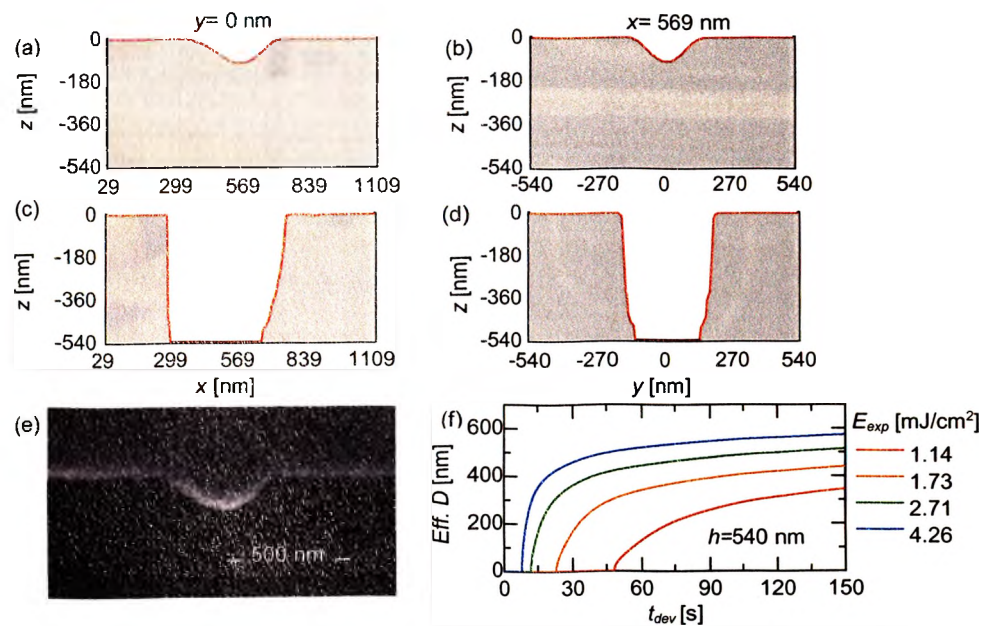 y= 0 nm
x= 569 nm
(a)
z [nm]
0
-180
-360
-540
29 299 569 839 1109
(b)
z [nm]
0
-180
-360
-540
-540 -270 0 270 540
(c)
z [nm]
0
-180
-360
-540
29 299 569 839 1109
x [nm]
(d)
z [nm]
0
-180
-360
-540
-540 -270 0 270 540
y [nm]
(e)
500 nm
(f)
Eff. D [nm]
600
400
200
0
0 30 60 90 120 150
t_dev [s]
h=540 nm
E_exp [mJ/cm²]
1.14
1.73
2.71
4.26